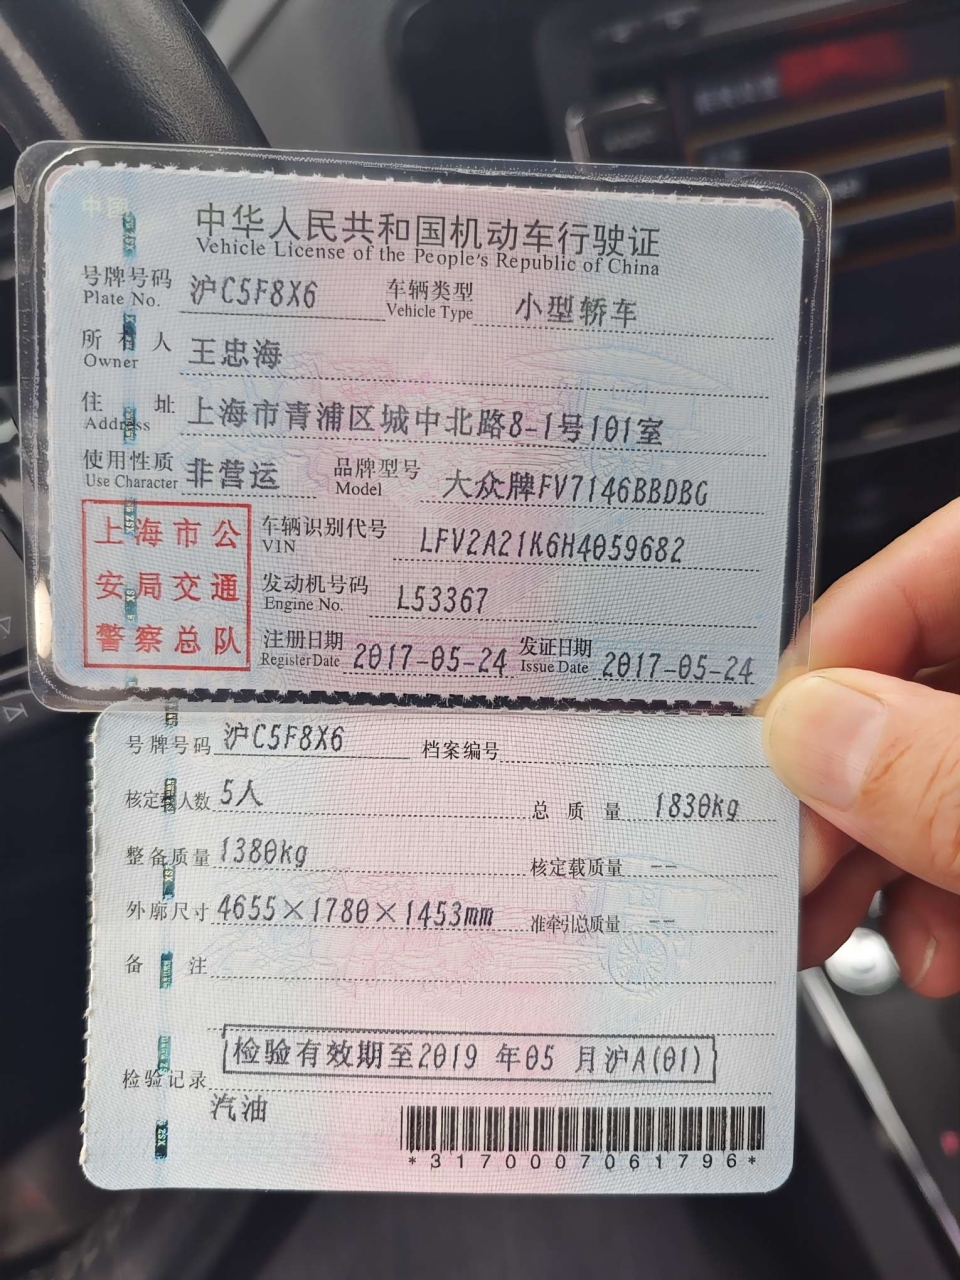 中华人民共和国机动车行驶证
Vehicle License of the People's Republic of China
号牌号码 沪C5F8X6 车辆类型 小型轿车
Plate No. Vehicle Type
所有人 王忠海
Owner
住址 上海市青浦区城中北路8-1号101室
Address
使用性质 非营运 品牌型号 大众牌FV7146BBDBG
Use Character Model
上海市公安局交通警察总队
车辆识别代号 LFV2A21K6H4059682
VIN
发动机号码 L53367
Engine No.
注册日期 2017-05-24 发证日期 2017-05-24
Register Date Issue Date
号牌号码 沪C5F8X6 档案编号
核定载人数 5人 总质量 1830kg
整备质量 1380kg 核定载质量 --
外廓尺寸 4655×1780×1453mm 准牵引总质量 --
备注
检验有效期至2019年05月沪A(01)
检验记录
汽油
*3170007061796*